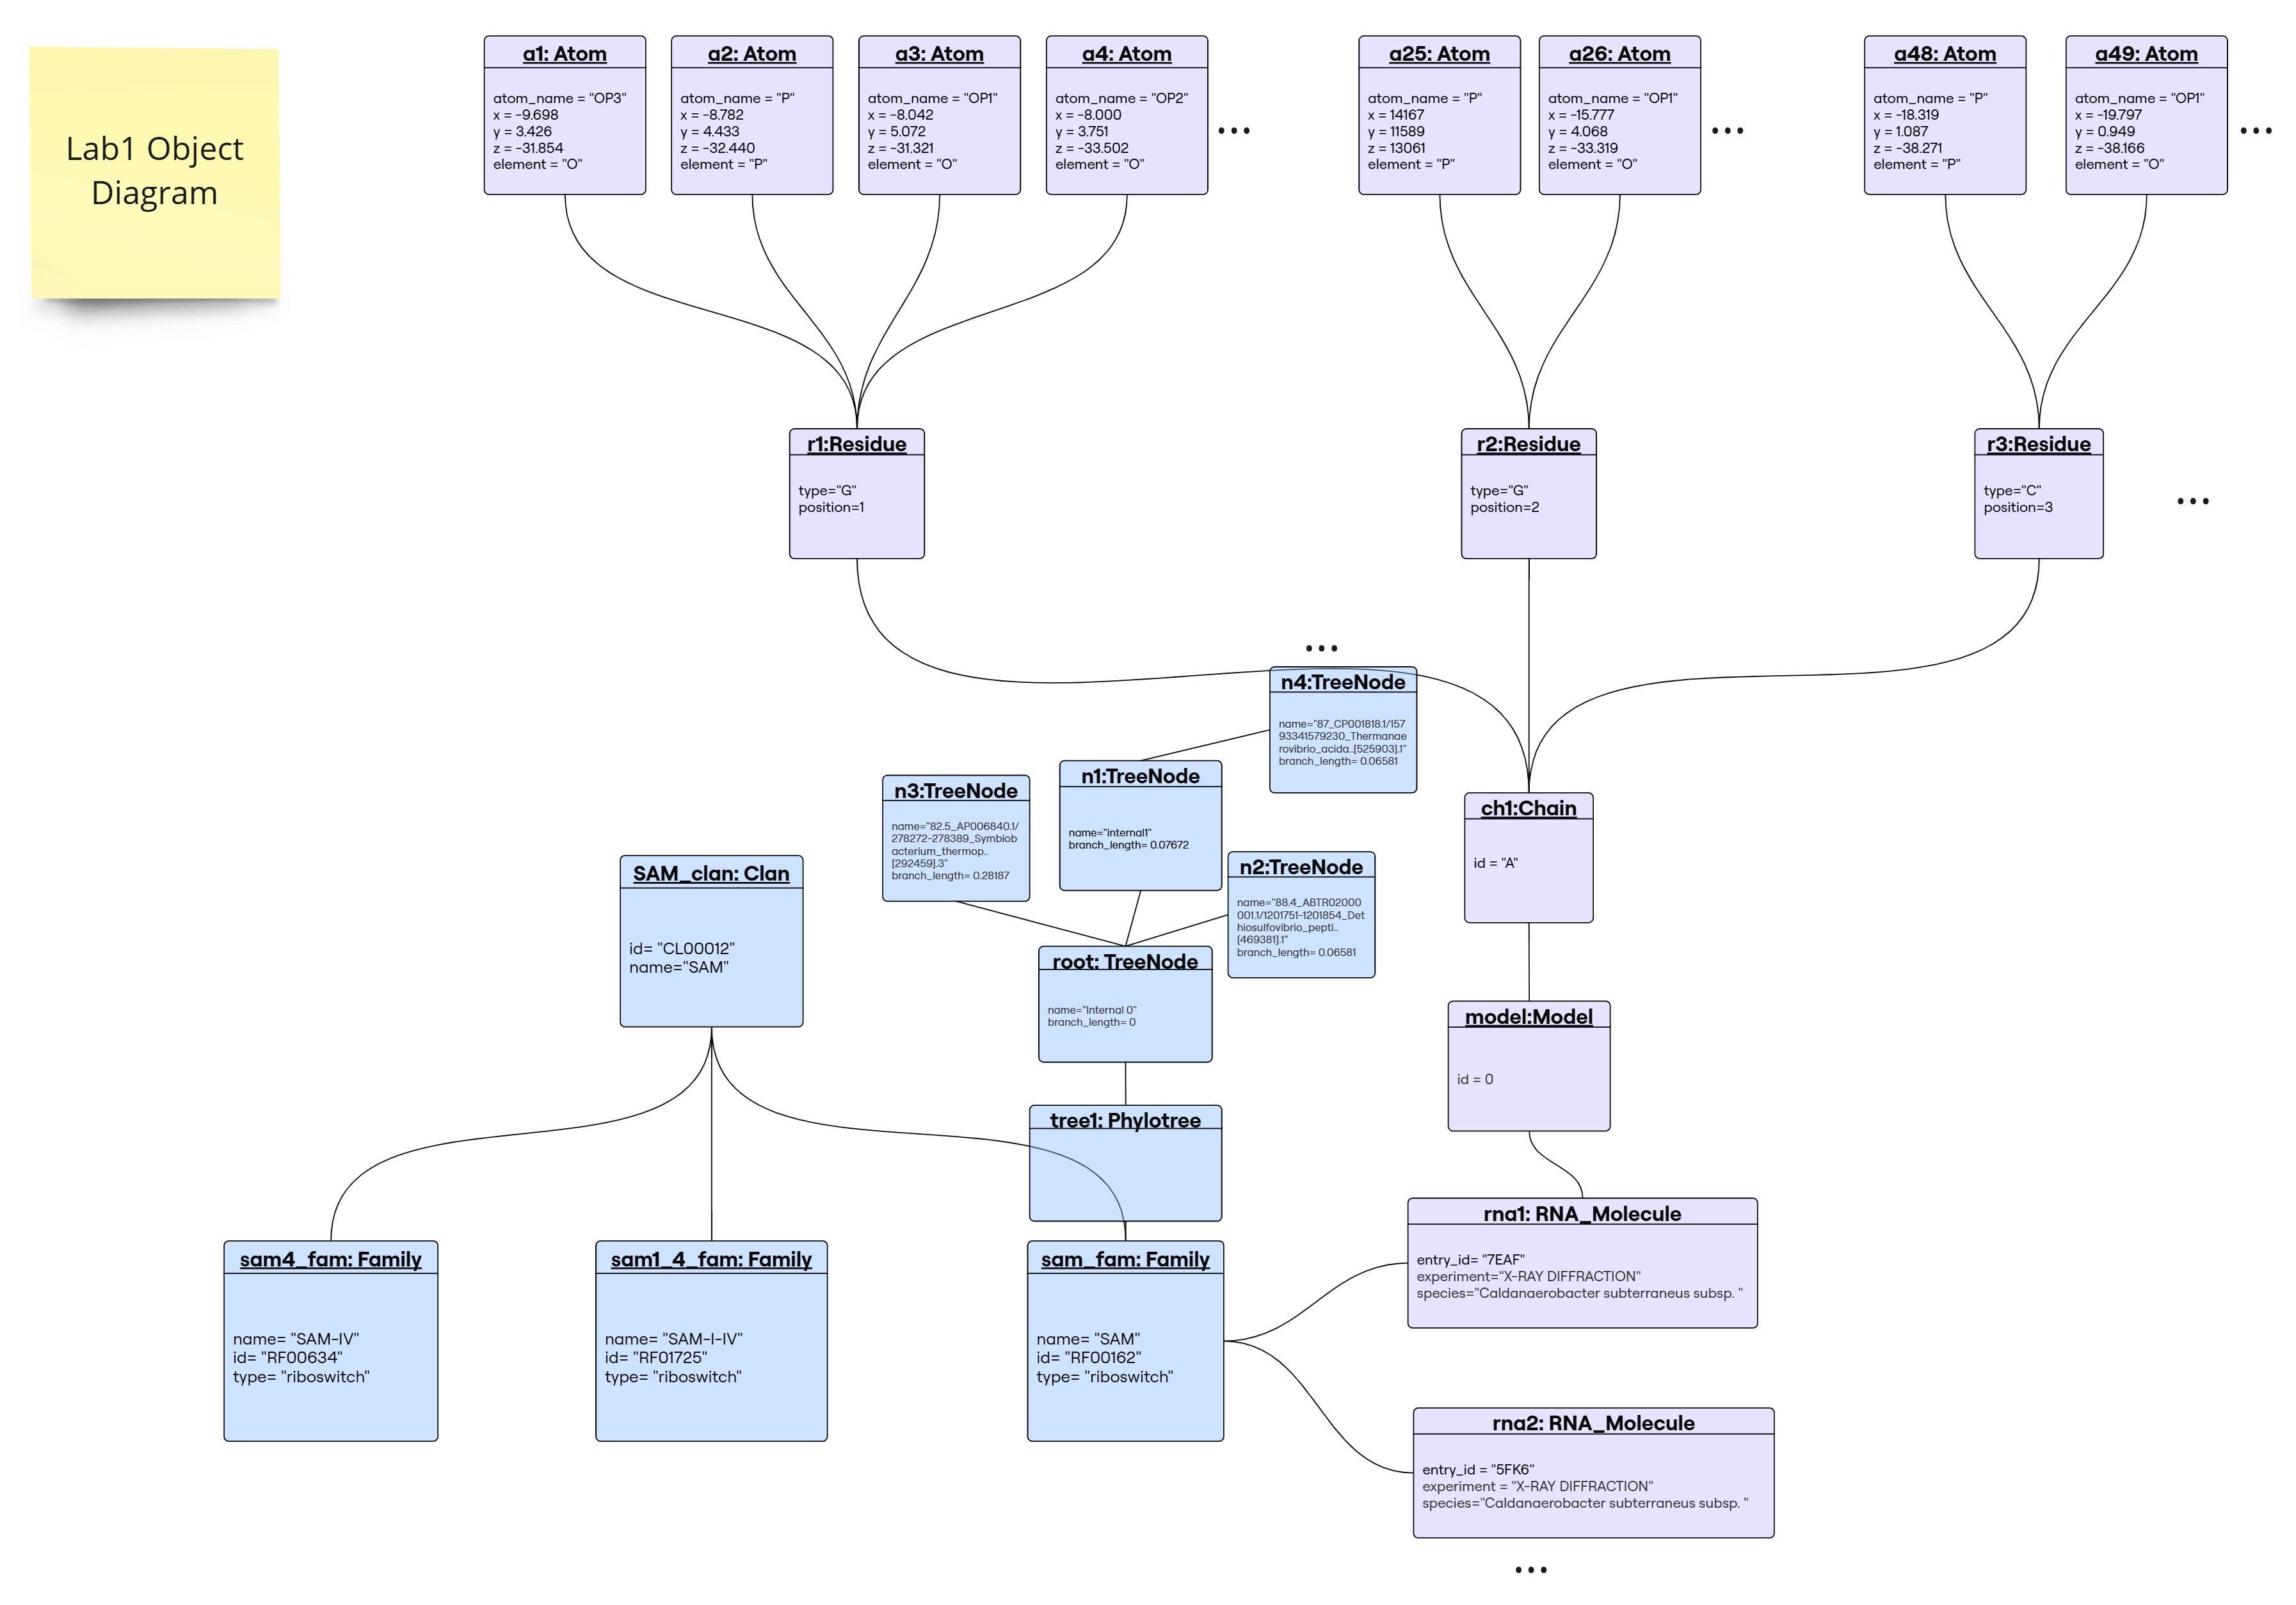 Lab1 Object
Diagram
a1: Atom
atom_name = "OP3"
x = -9.698
y = 3.426
z = -31.854
element = "O"
a2: Atom
atom_name = "P"
x = -8.782
y = 4.433
z = -32.440
element = "P"
a3: Atom
atom_name = "OP1"
x = -8.042
y = 5.072
z = -31.321
element = "O"
a4: Atom
atom_name = "OP2"
x = -8.000
y = 3.751
z = -33.502
element = "O"
...
a25: Atom
atom_name = "P"
x = 14167
y = 11589
z = 13061
element = "P"
a26: Atom
atom_name = "OP1"
x = -15.777
y = 4.068
z = -33.319
element = "O"
...
a48: Atom
atom_name = "P"
x = -18.319
y = 1.087
z = -38.271
element = "P"
a49: Atom
atom_name = "OP1"
x = -19.797
y = 0.949
z = -38.166
element = "O"
...
r1:Residue
type="G"
position=1
r2:Residue
type="G"
position=2
r3:Residue
type="C"
position=3
...
...
n4:TreeNode
name="87_CP001818.1/157
93341579230_Thermanae
rovibrio_acida..[525903].1"
branch_length= 0.06581
n3:TreeNode
name="82.5_AP006840.1/
278272-278389_Symbiob
acterium_thermop..
[292459].3"
branch_length= 0.28187
n1:TreeNode
name="internal1"
branch_length= 0.07672
n2:TreeNode
name="88.4_ABTR02000
001.1/1201751-1201854_Det
hiosulfovibrio_pepti..
[469381].1"
branch_length= 0.06581
ch1:Chain
id = "A"
SAM_clan: Clan
id= "CL00012"
name="SAM"
root: TreeNode
name="Internal 0"
branch_length= 0
model:Model
id = 0
tree1: Phylotree
sam4_fam: Family
name= "SAM-IV"
id= "RF00634"
type= "riboswitch"
sam1_4_fam: Family
name= "SAM-I-IV"
id= "RF01725"
type= "riboswitch"
sam_fam: Family
name= "SAM"
id= "RF00162"
type= "riboswitch"
rna1: RNA_Molecule
entry_id= "7EAF"
experiment="X-RAY DIFFRACTION"
species="Caldanaerobacter subterraneus subsp. "
rna2: RNA_Molecule
entry_id = "5FK6"
experiment = "X-RAY DIFFRACTION"
species="Caldanaerobacter subterraneus subsp. "
...